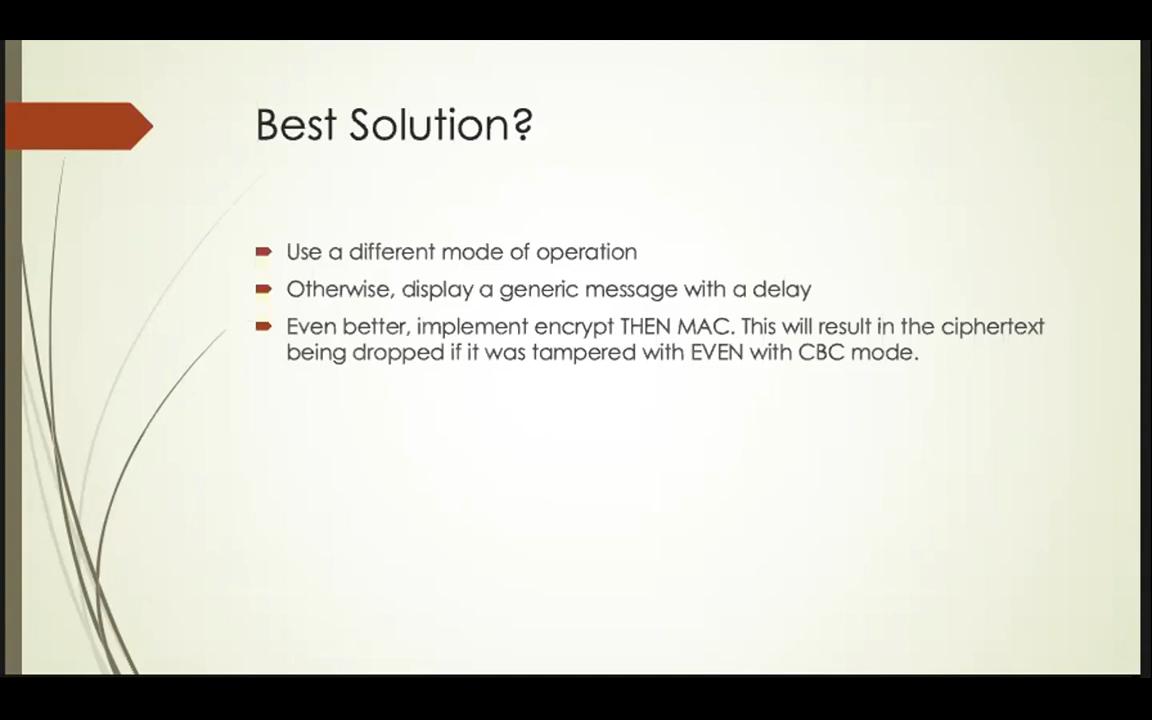 Best Solution?
Use a different mode of operation
Otherwise, display a generic message with a delay
Even better, implement encrypt THEN MAC. This will result in the ciphertext
being dropped if it was tampered with EVEN with CBC mode.